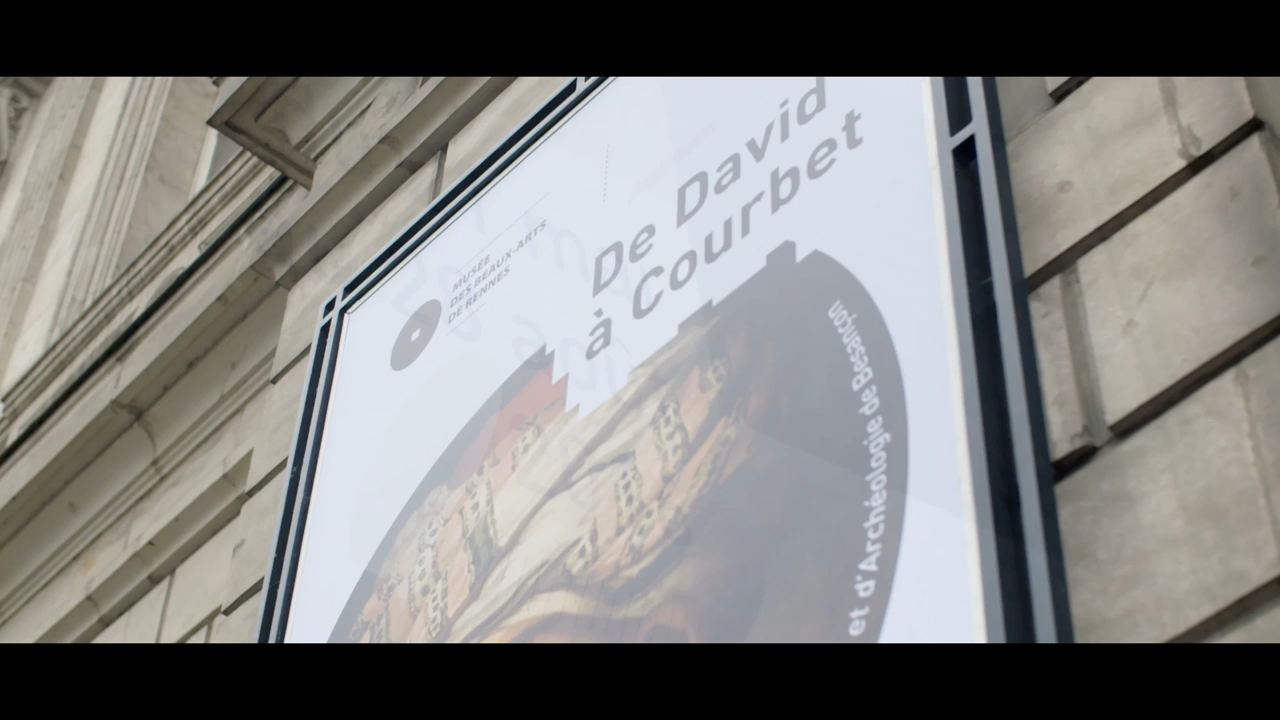 De David
à Courbet
MUSÉE
DES BEAUX-ARTS
DE RENNES
et d'Archéologie de Besançon